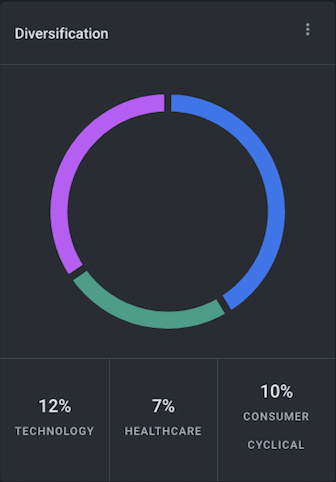 Diversification
12%
TECHNOLOGY
7%
HEALTHCARE
10%
CONSUMER
CYCLICAL